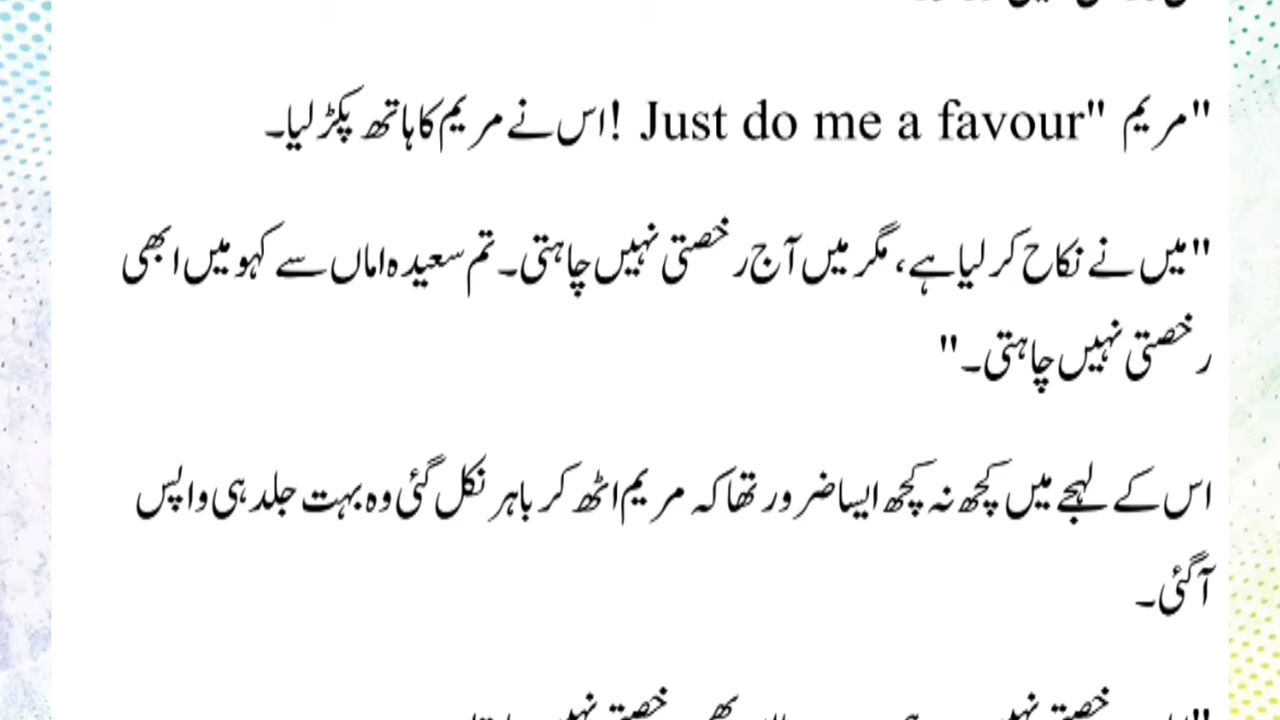 "مریم "Just do me a favour !اس نے مریم کا ہاتھ پکڑ لیا۔
"میں نے نکاح کر لیا ہے، مگر میں آج رخصتی نہیں چاہتی۔ تم سعیدہ اماں سے کہو میں ابھی
رخصتی نہیں چاہتی۔"
اس کے لہجے میں کچھ نہ کچھ ایسا ضرور تھا کہ مریم اٹھ کر باہر نکل گئی وہ بہت جلد ہی واپس
آگئی۔